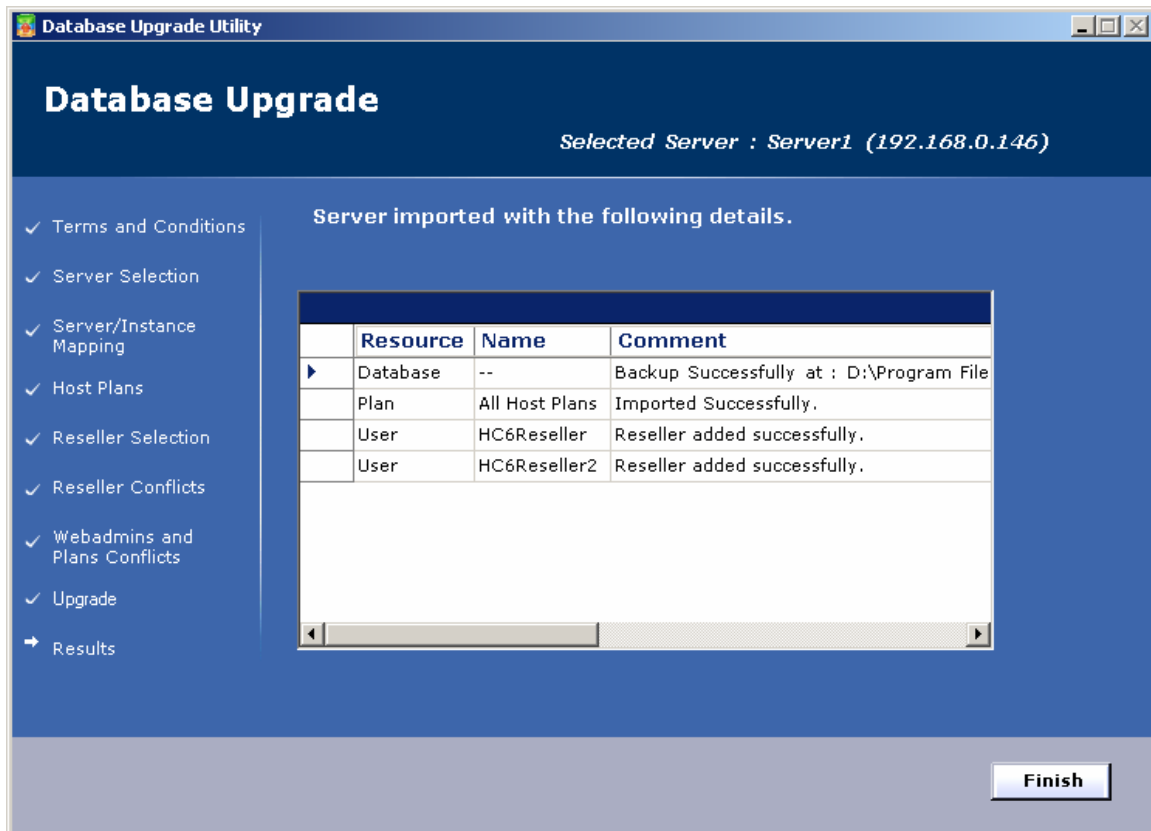 Database Upgrade Utility
Database Upgrade
Selected Server : Server1 (192.168.0.146)
Terms and Conditions
Server Selection
Server/Instance
Mapping
Host Plans
Reseller Selection
Reseller Conflicts
Webadmins and
Plans Conflicts
Upgrade
Results
Server imported with the following details.
Resource Name Comment
Database -- Backup Successfully at : D:\Program File
Plan All Host Plans Imported Successfully.
User HC6Reseller Reseller added successfully.
User HC6Reseller2 Reseller added successfully.
Finish